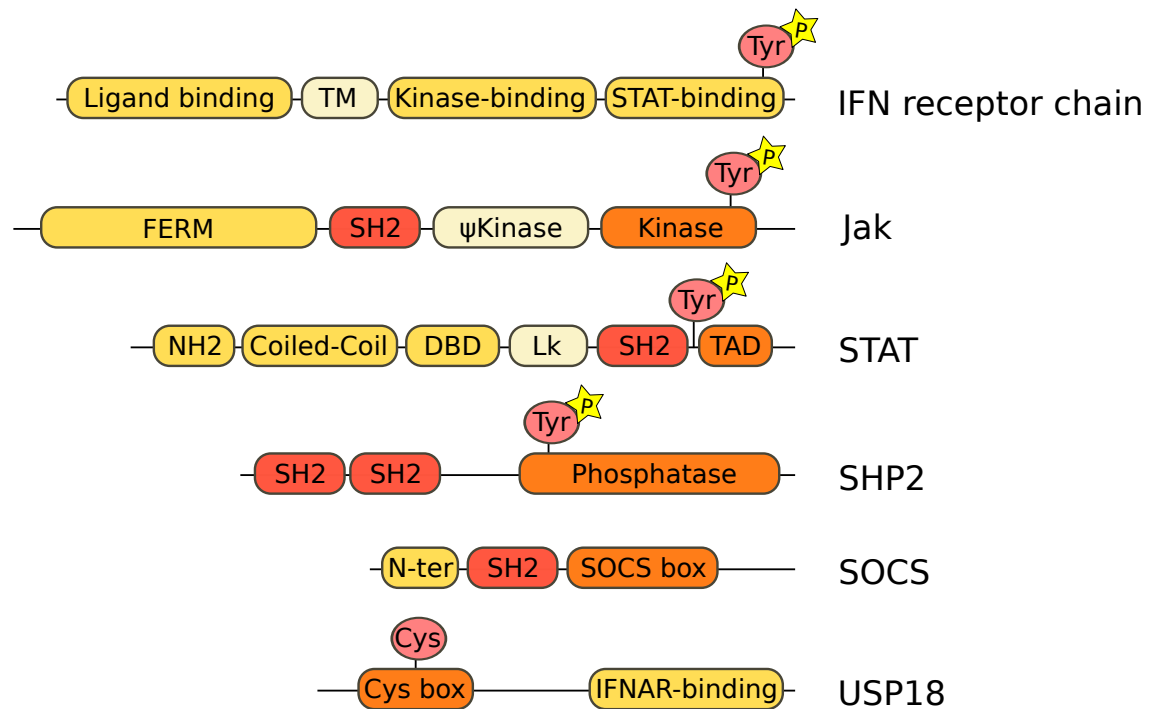 Tyr P
Ligand binding TM Kinase-binding STAT-binding IFN receptor chain
Tyr P
FERM SH2 ψKinase Kinase Jak
Tyr P
NH2 Coiled-Coil DBD Lk SH2 TAD STAT
Tyr P
SH2 SH2 Phosphatase SHP2
N-ter SH2 SOCS box SOCS
Cys
Cys box IFNAR-binding USP18